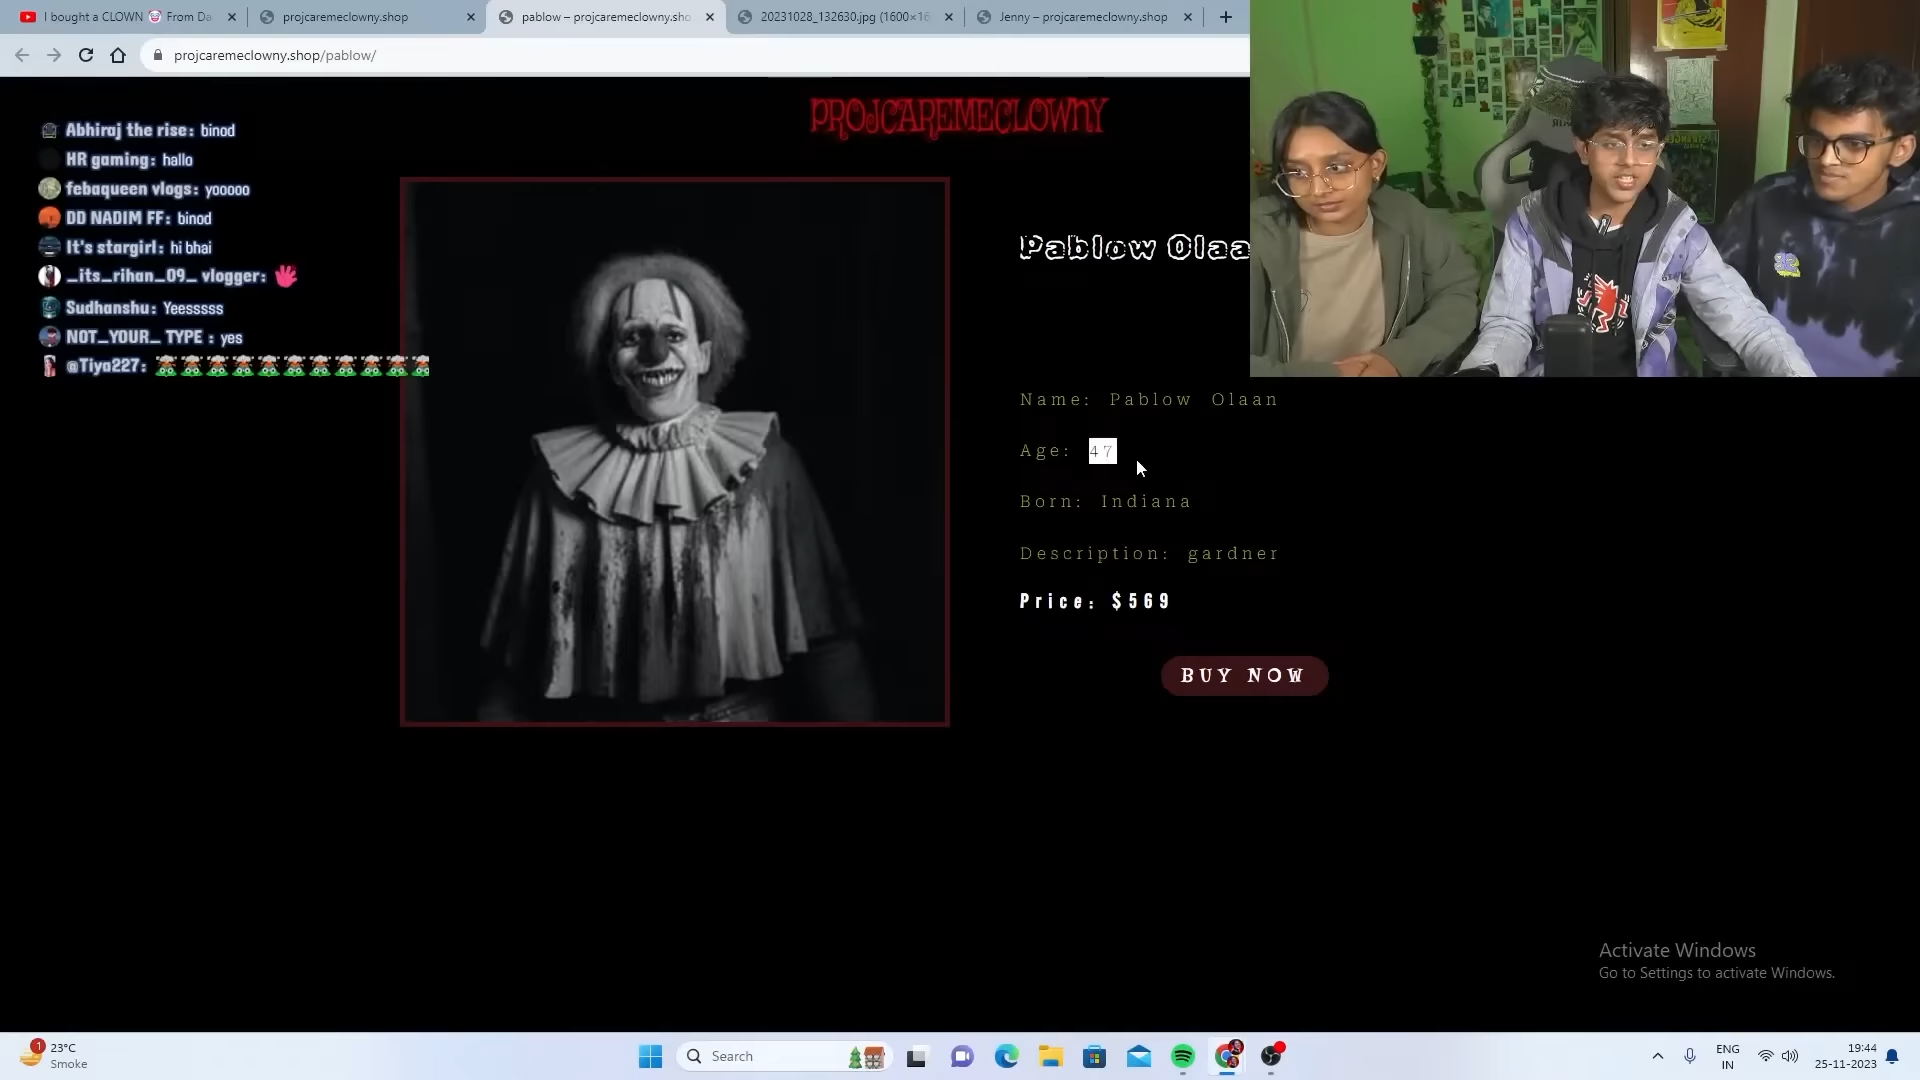 I bought a CLOWN 🤡 From Da
projcaremeclowny.shop
pablow – projcaremeclowny.sho
20231028_132630.jpg (1600×16
Jenny – projcaremeclowny.shop
projcaremeclowny.shop/pablow/
PROJCAREMECLOWNY
Abhiraj the rise: binod
HR gaming: hallo
febaqueen vlogs: yooooo
DD NADIM FF: binod
It's stargirl: hi bhai
_its_rihan_09_ vlogger:
Sudhanshu: Yeesssss
NOT_YOUR_ TYPE : yes
@Tiya227:
Pablow Olaa
Name: Pablow Olaan
Age: 47
Born: Indiana
Description: gardner
Price: $569
BUY NOW
Activate Windows
Go to Settings to activate Windows.
1
23°C
Smoke
Search
ENG
IN
19:44
25-11-2023